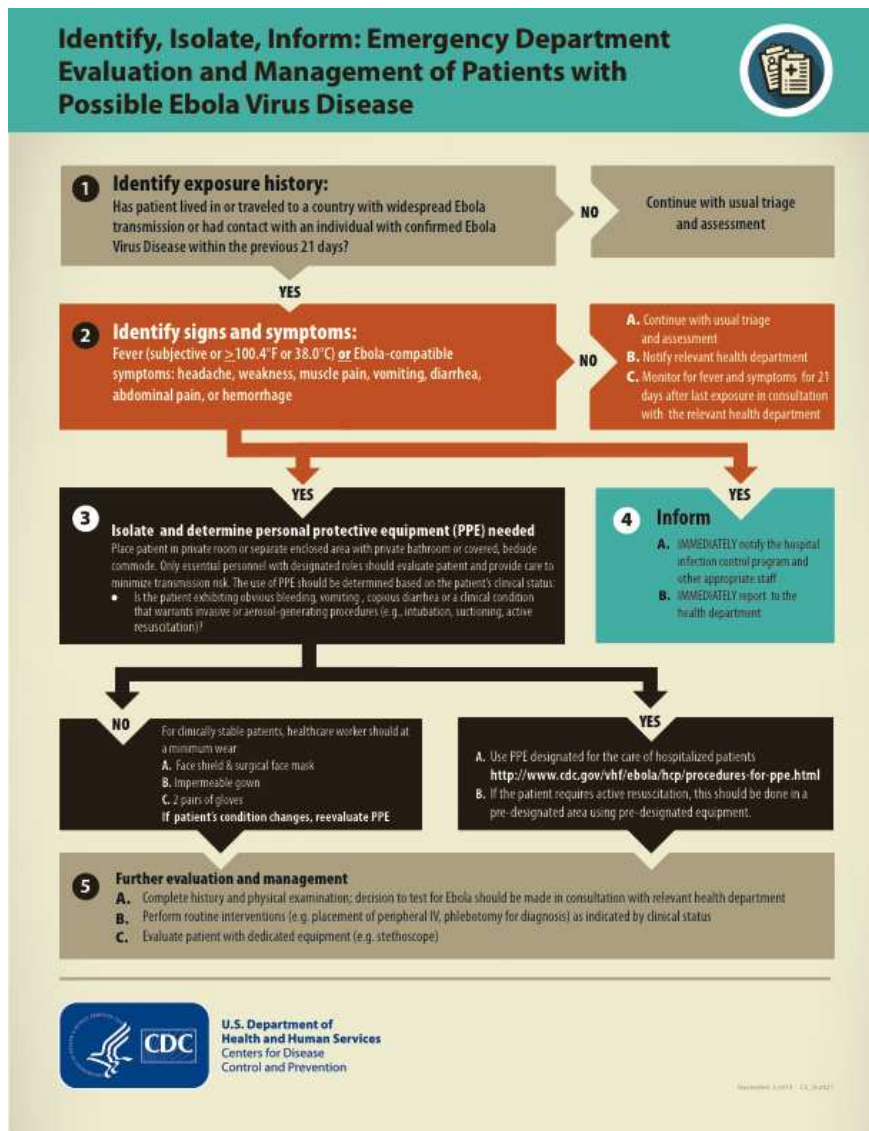 Identify, Isolate, Inform: Emergency Department
Evaluation and Management of Patients with
Possible Ebola Virus Disease
1 Identify exposure history:
Has patient lived in or traveled to a country with widespread Ebola
transmission or had contact with an individual with confirmed Ebola
Virus Disease within the previous 21 days?
NO
Continue with usual triage
and assessment
YES
2 Identify signs and symptoms:
Fever (subjective or >100.4°F or 38.0°C) or Ebola-compatible
symptoms: headache, weakness, muscle pain, vomiting, diarrhea,
abdominal pain, or hemorrhage
NO
A. Continue with usual triage
and assessment
B. Notify relevant health department
C. Monitor for fever and symptoms for 21
days after last exposure in consultation
with the relevant health department
YES
3
Isolate and determine personal protective equipment (PPE) needed
Place patient in private room or separate enclosed area with private bathroom or covered, bedside
commode. Only essential personnel with designated roles should evaluate patient and provide care to
minimize transmission risk. The use of PPE should be determined based on the patient's clinical status:
● Is the patient exhibiting obvious bleeding, vomiting , copious diarrhea or a clinical condition
that warrants invasive or aerosol-generating procedures (e.g., intubation, suctioning, active
resuscitation)?
YES
4 Inform
A. IMMEDIATELY notify the hospital
infection control program and
other appropriate staff
B. IMMEDIATELY report to the
health department
NO
For clinically stable patients, healthcare worker should at
a minimum wear
A. Face shield & surgical face mask
B. Impermeable gown
C. 2 pairs of gloves
If patient's condition changes, reevaluate PPE
YES
A. Use PPE designated for the care of hospitalized patients
http://www.cdc.gov/vhf/ebola/hcp/procedures-for-ppe.html
B. If the patient requires active resuscitation, this should be done in a
pre-designated area using pre-designated equipment.
5
Further evaluation and management
A. Complete history and physical examination; decision to test for Ebola should be made in consultation with relevant health department
B. Perform routine interventions (e.g. placement of peripheral IV, phlebotomy for diagnosis) as indicated by clinical status
C. Evaluate patient with dedicated equipment (e.g. stethoscope)
CDC
U.S. Department of
Health and Human Services
Centers for Disease
Control and Prevention